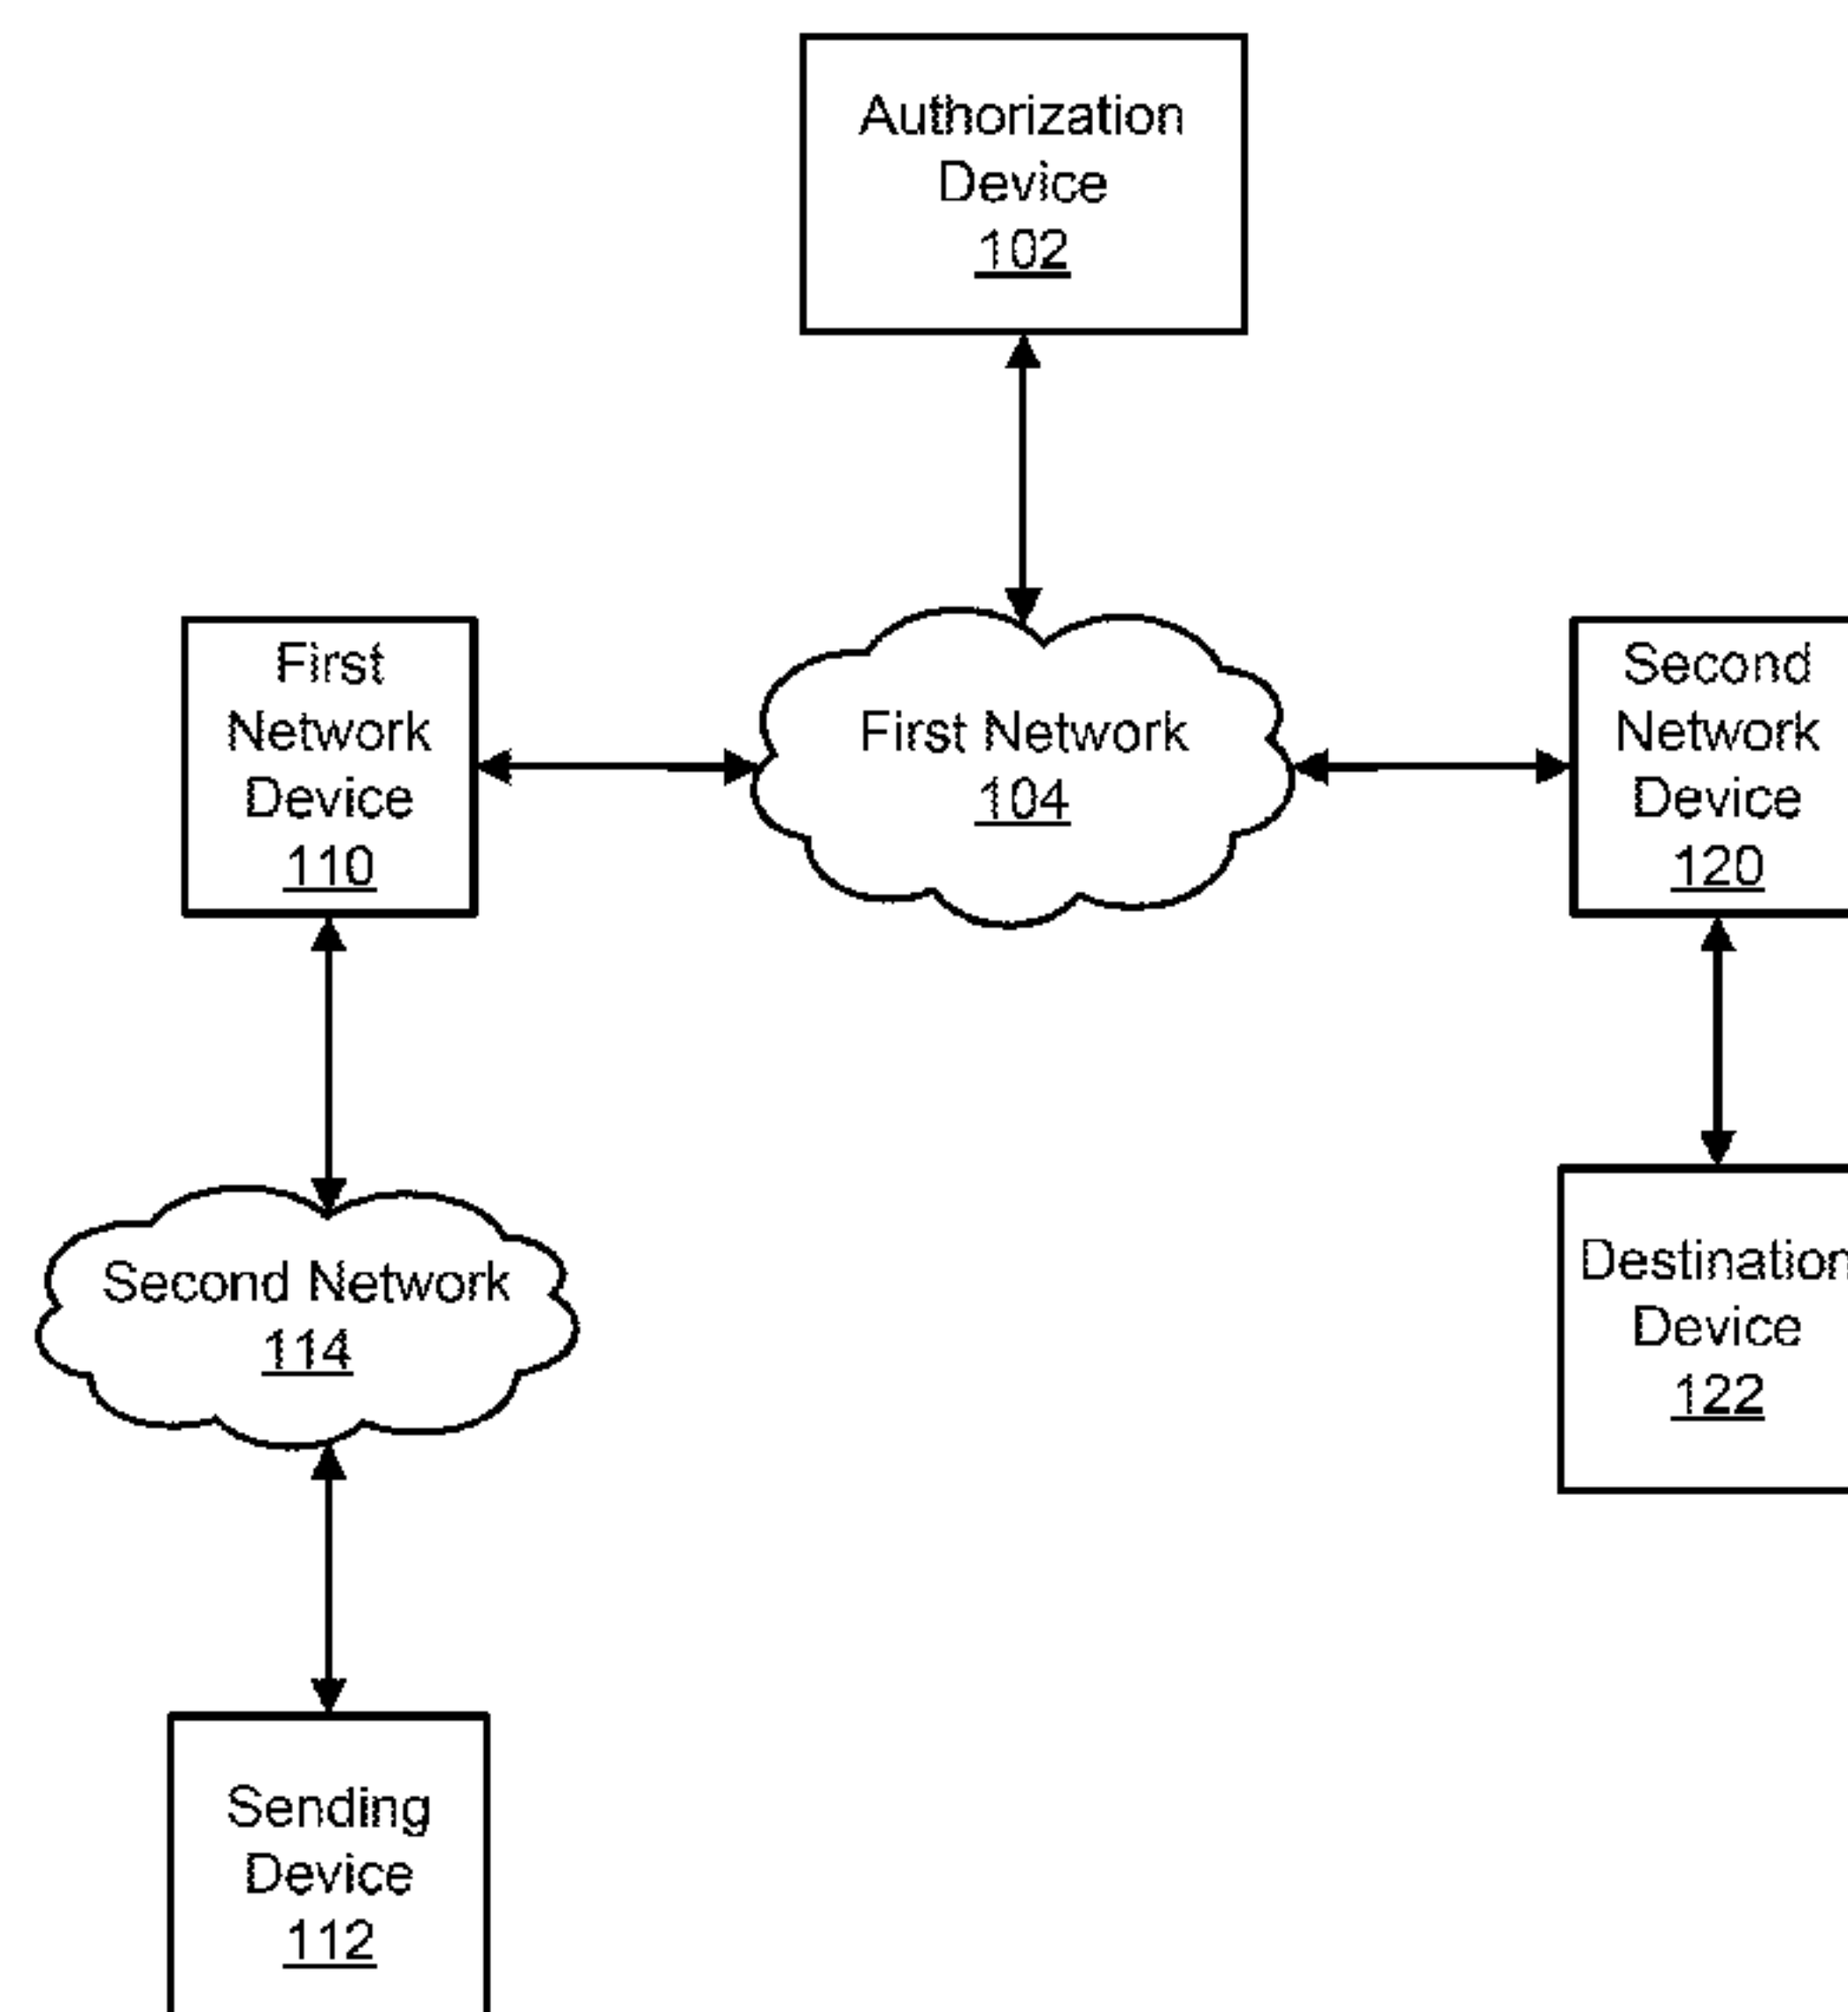 Authorization
Device
102
First
Network
Device
110
First Network
104
Second
Network
Device
120
Second Network
114
Destination
Device
122
Sending
Device
112